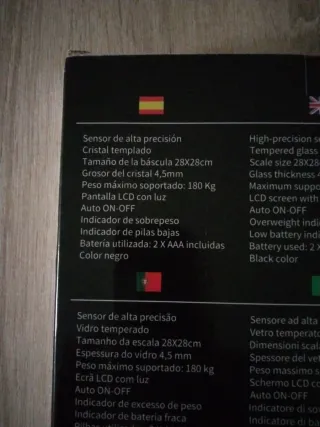 Sensor de alta precisión
Cristal templado
Tamaño de la báscula 28X28cm
Grosor del cristal 4,5mm
Peso máximo soportado: 180 Kg
Pantalla LCD con luz
Auto ON-OFF
Indicador de sobrepeso
Indicador de pilas bajas
Bateria utilizada: 2 X AAA incluidas
Color negro
High-precision
Tempered glass
Scale size
Glass thickness
Maximum
LCD screen with
Auto ON-OFF
Overweight
Low battery
Battery used: 2
Black color
Sensor de alta precisão
Vidro temperado
Tamanho da escala 28X28cm
Espessura do vidro 4,5 mm
Peso máximo suportado: 180 kg
Ecrã LCD com luz
Auto ON-OFF
Indicador de excesso de peso
Indicador de bateria fraca
Sensore ad alta
Vetro
Dimensioni
Spessore del
Peso massimo
Schermo LCD
Auto ON-OFF
Indicatore di
Indicatore di